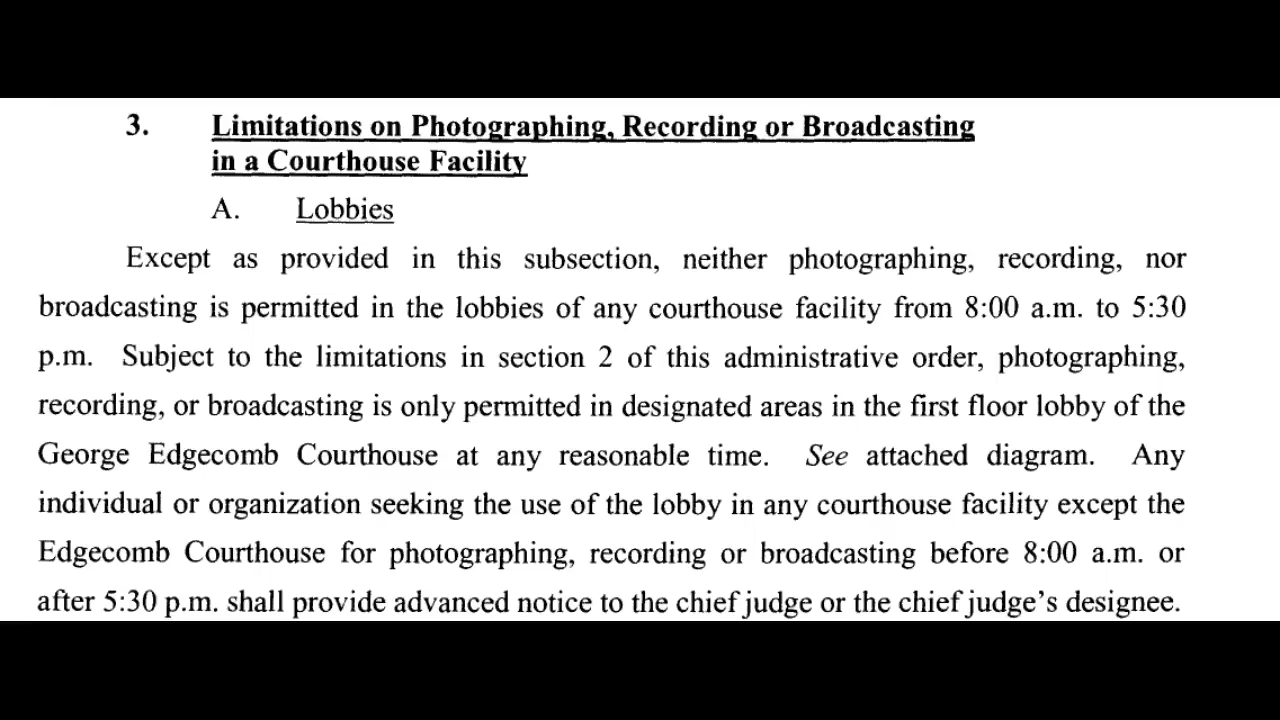 3. Limitations on Photographing, Recording or Broadcasting
in a Courthouse Facility
A. Lobbies
Except as provided in this subsection, neither photographing, recording, nor
broadcasting is permitted in the lobbies of any courthouse facility from 8:00 a.m. to 5:30
p.m. Subject to the limitations in section 2 of this administrative order, photographing,
recording, or broadcasting is only permitted in designated areas in the first floor lobby of the
George Edgecomb Courthouse at any reasonable time. See attached diagram. Any
individual or organization seeking the use of the lobby in any courthouse facility except the
Edgecomb Courthouse for photographing, recording or broadcasting before 8:00 a.m. or
after 5:30 p.m. shall provide advanced notice to the chief judge or the chief judge's designee.